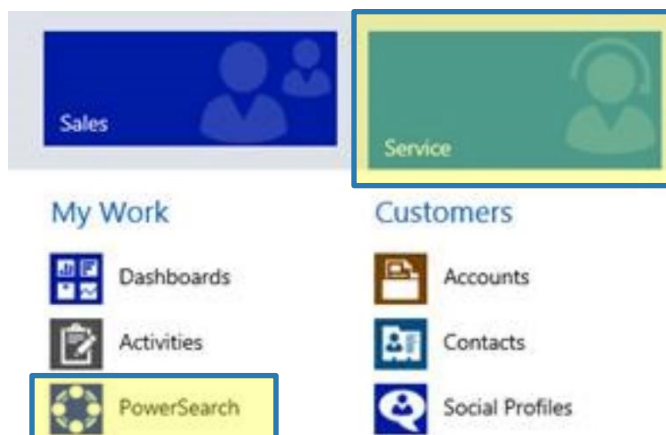 Sales
Service
My Work
Customers
Dashboards
Accounts
Activities
Contacts
PowerSearch
Social Profiles